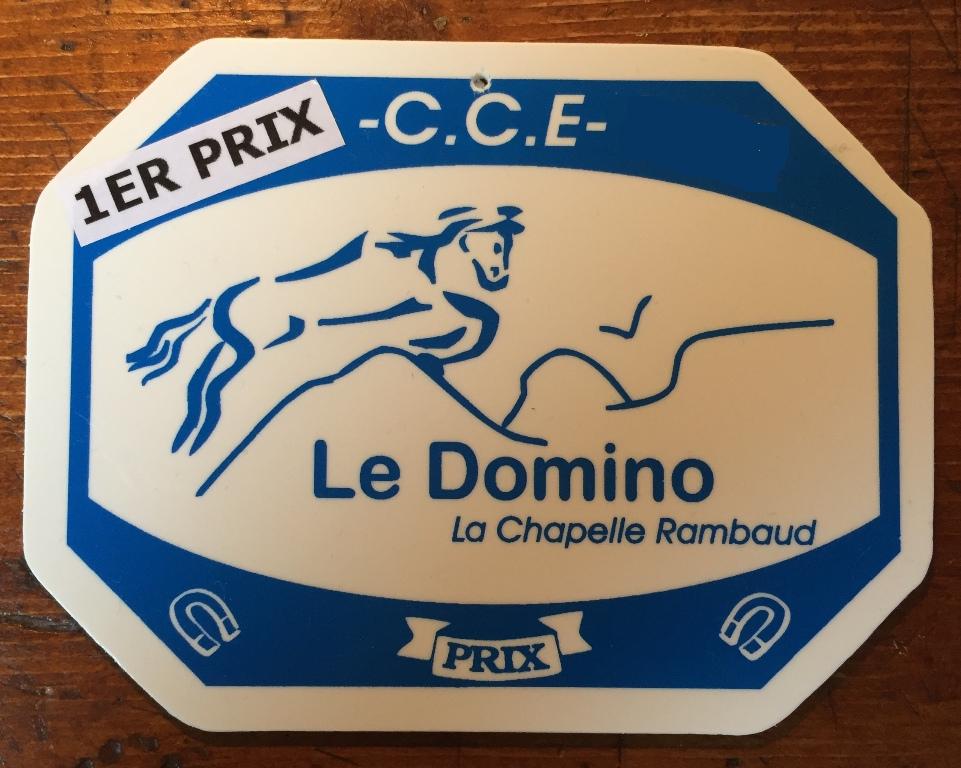 1ER PRIX
-C.C.E-
Le Domino
La Chapelle Rambaud
PRIX